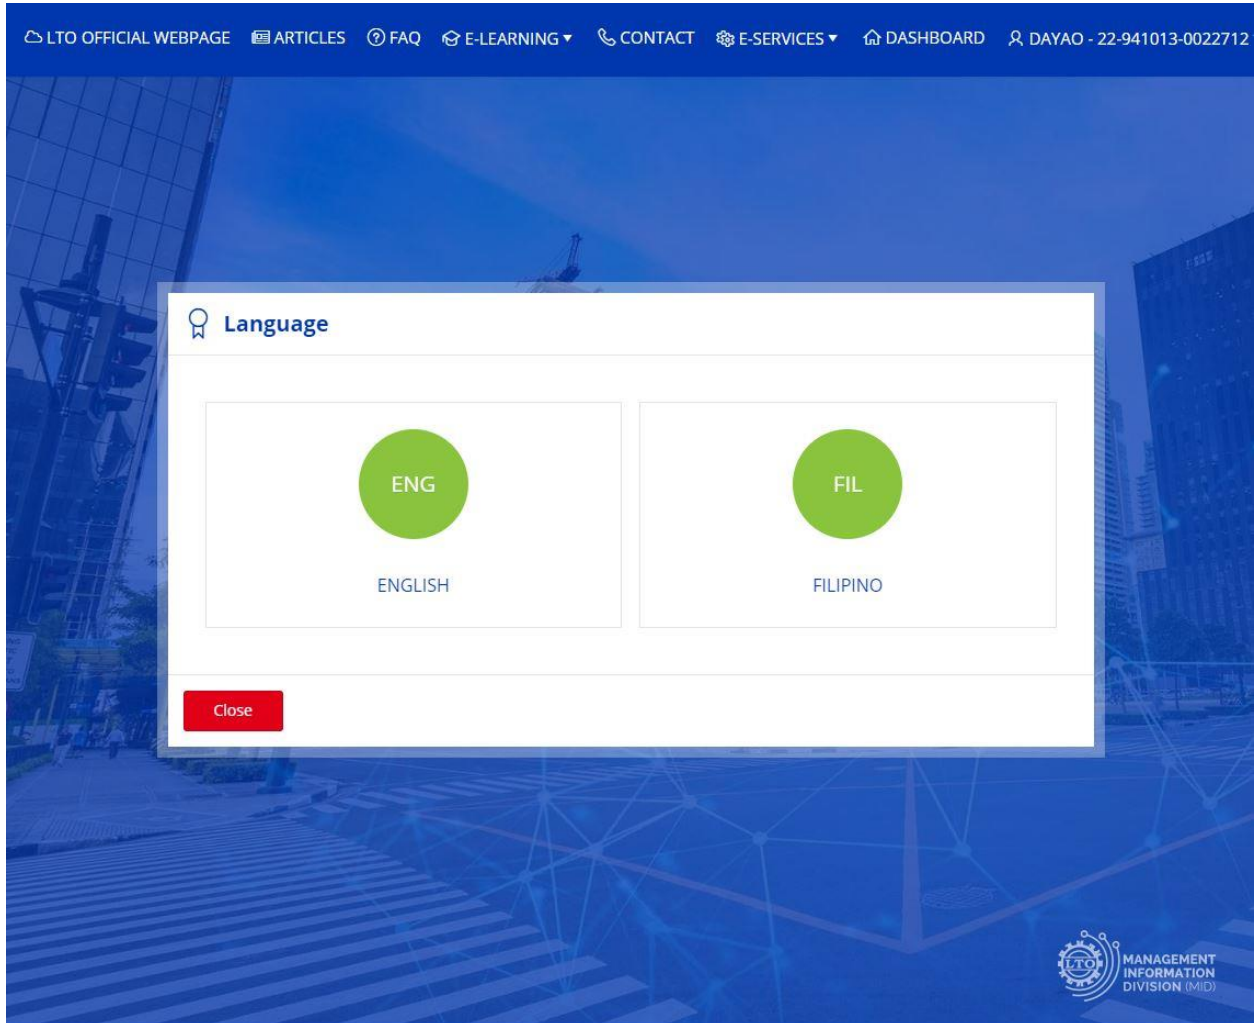 LTO OFFICIAL WEBPAGE ARTICLES FAQ E-LEARNING CONTACT E-SERVICES DASHBOARD DAYAO - 22-941013-0022712
Language
ENG FIL
ENGLISH FILIPINO
Close
LTO
MANAGEMENT
INFORMATION
DIVISION (MID)